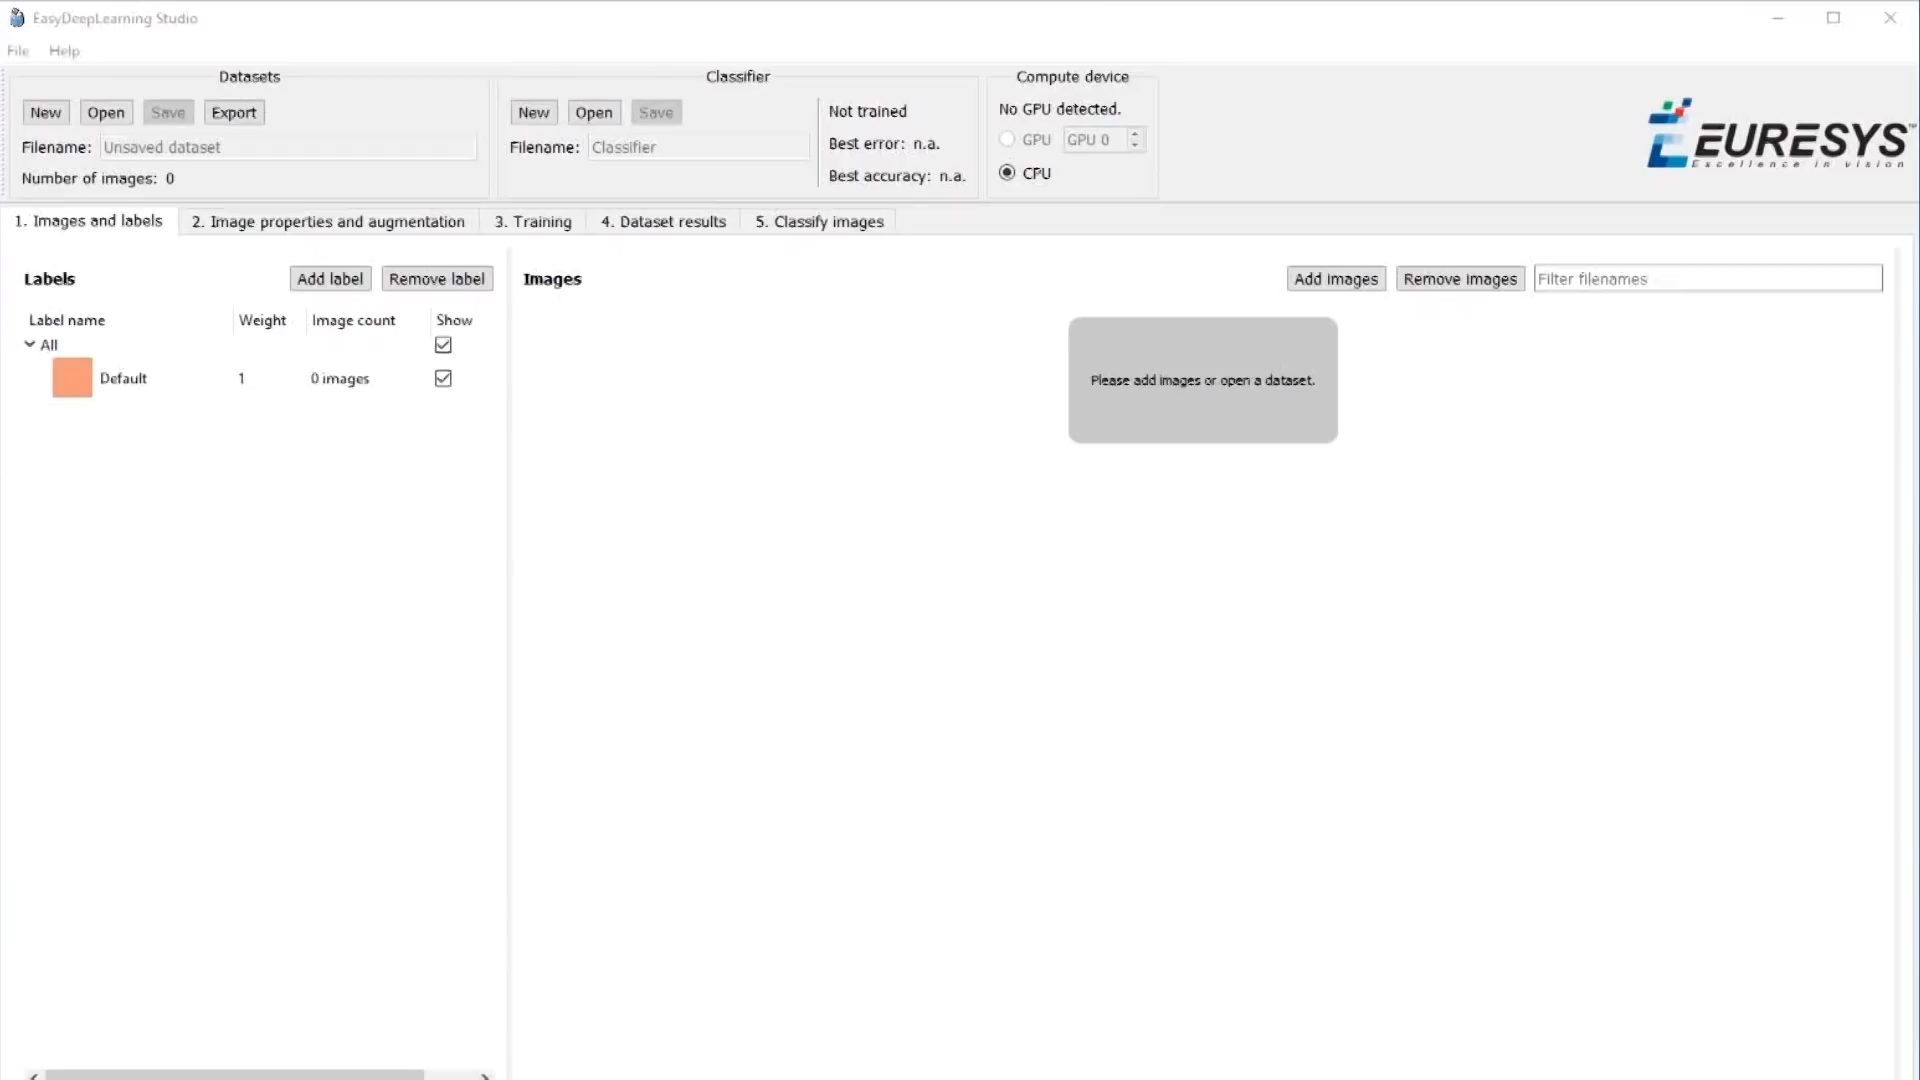 EasyDeepLearning Studio
File Help
Datasets
New Open Save Export
Filename: Unsaved dataset
Number of images: 0
Classifier
New Open Save
Filename: Classifier
Not trained
Best error: n.a.
Best accuracy: n.a.
Compute device
No GPU detected.
GPU GPU 0
CPU
EURESYS™
Excellence in vision
1. Images and labels 2. Image properties and augmentation 3. Training 4. Dataset results 5. Classify images
Labels Add label Remove label
Label name Weight Image count Show
All
Default 1 0 images
Images Add images Remove images Filter filenames
Please add images or open a dataset.